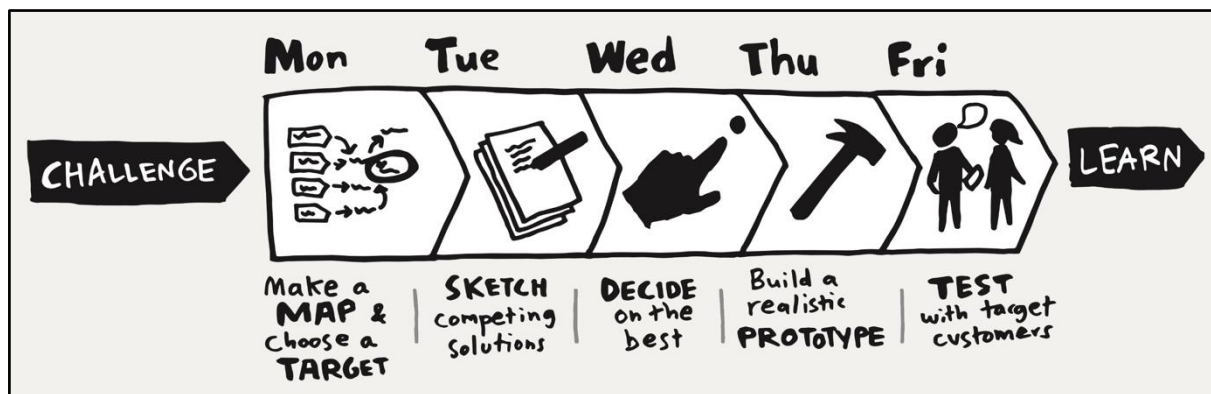 Mon Tue Wed Thu Fri
CHALLENGE
LEARN
Make a
MAP &
choose a
TARGET
SKETCH
competing
solutions
DECIDE
on the
best
Build a
realistic
PROTOTYPE
TEST
with target
customers